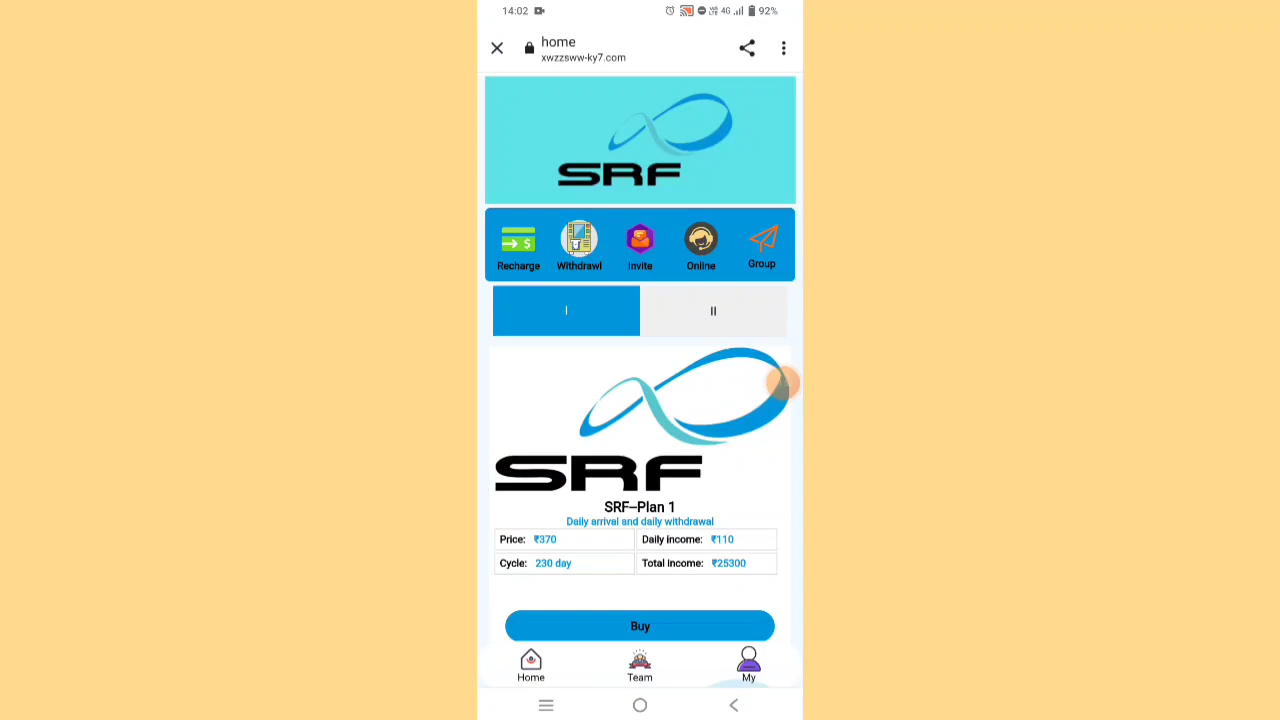 14:02 4G 92%
home
xwzzsww-ky7.com
SRF
Recharge Withdrawl Invite Online Group
I II
SRF
SRF--Plan 1
Daily arrival and daily withdrawal
Price: ₹370 Daily income: ₹110
Cycle: 230 day Total income: ₹25300
Buy
Home Team My